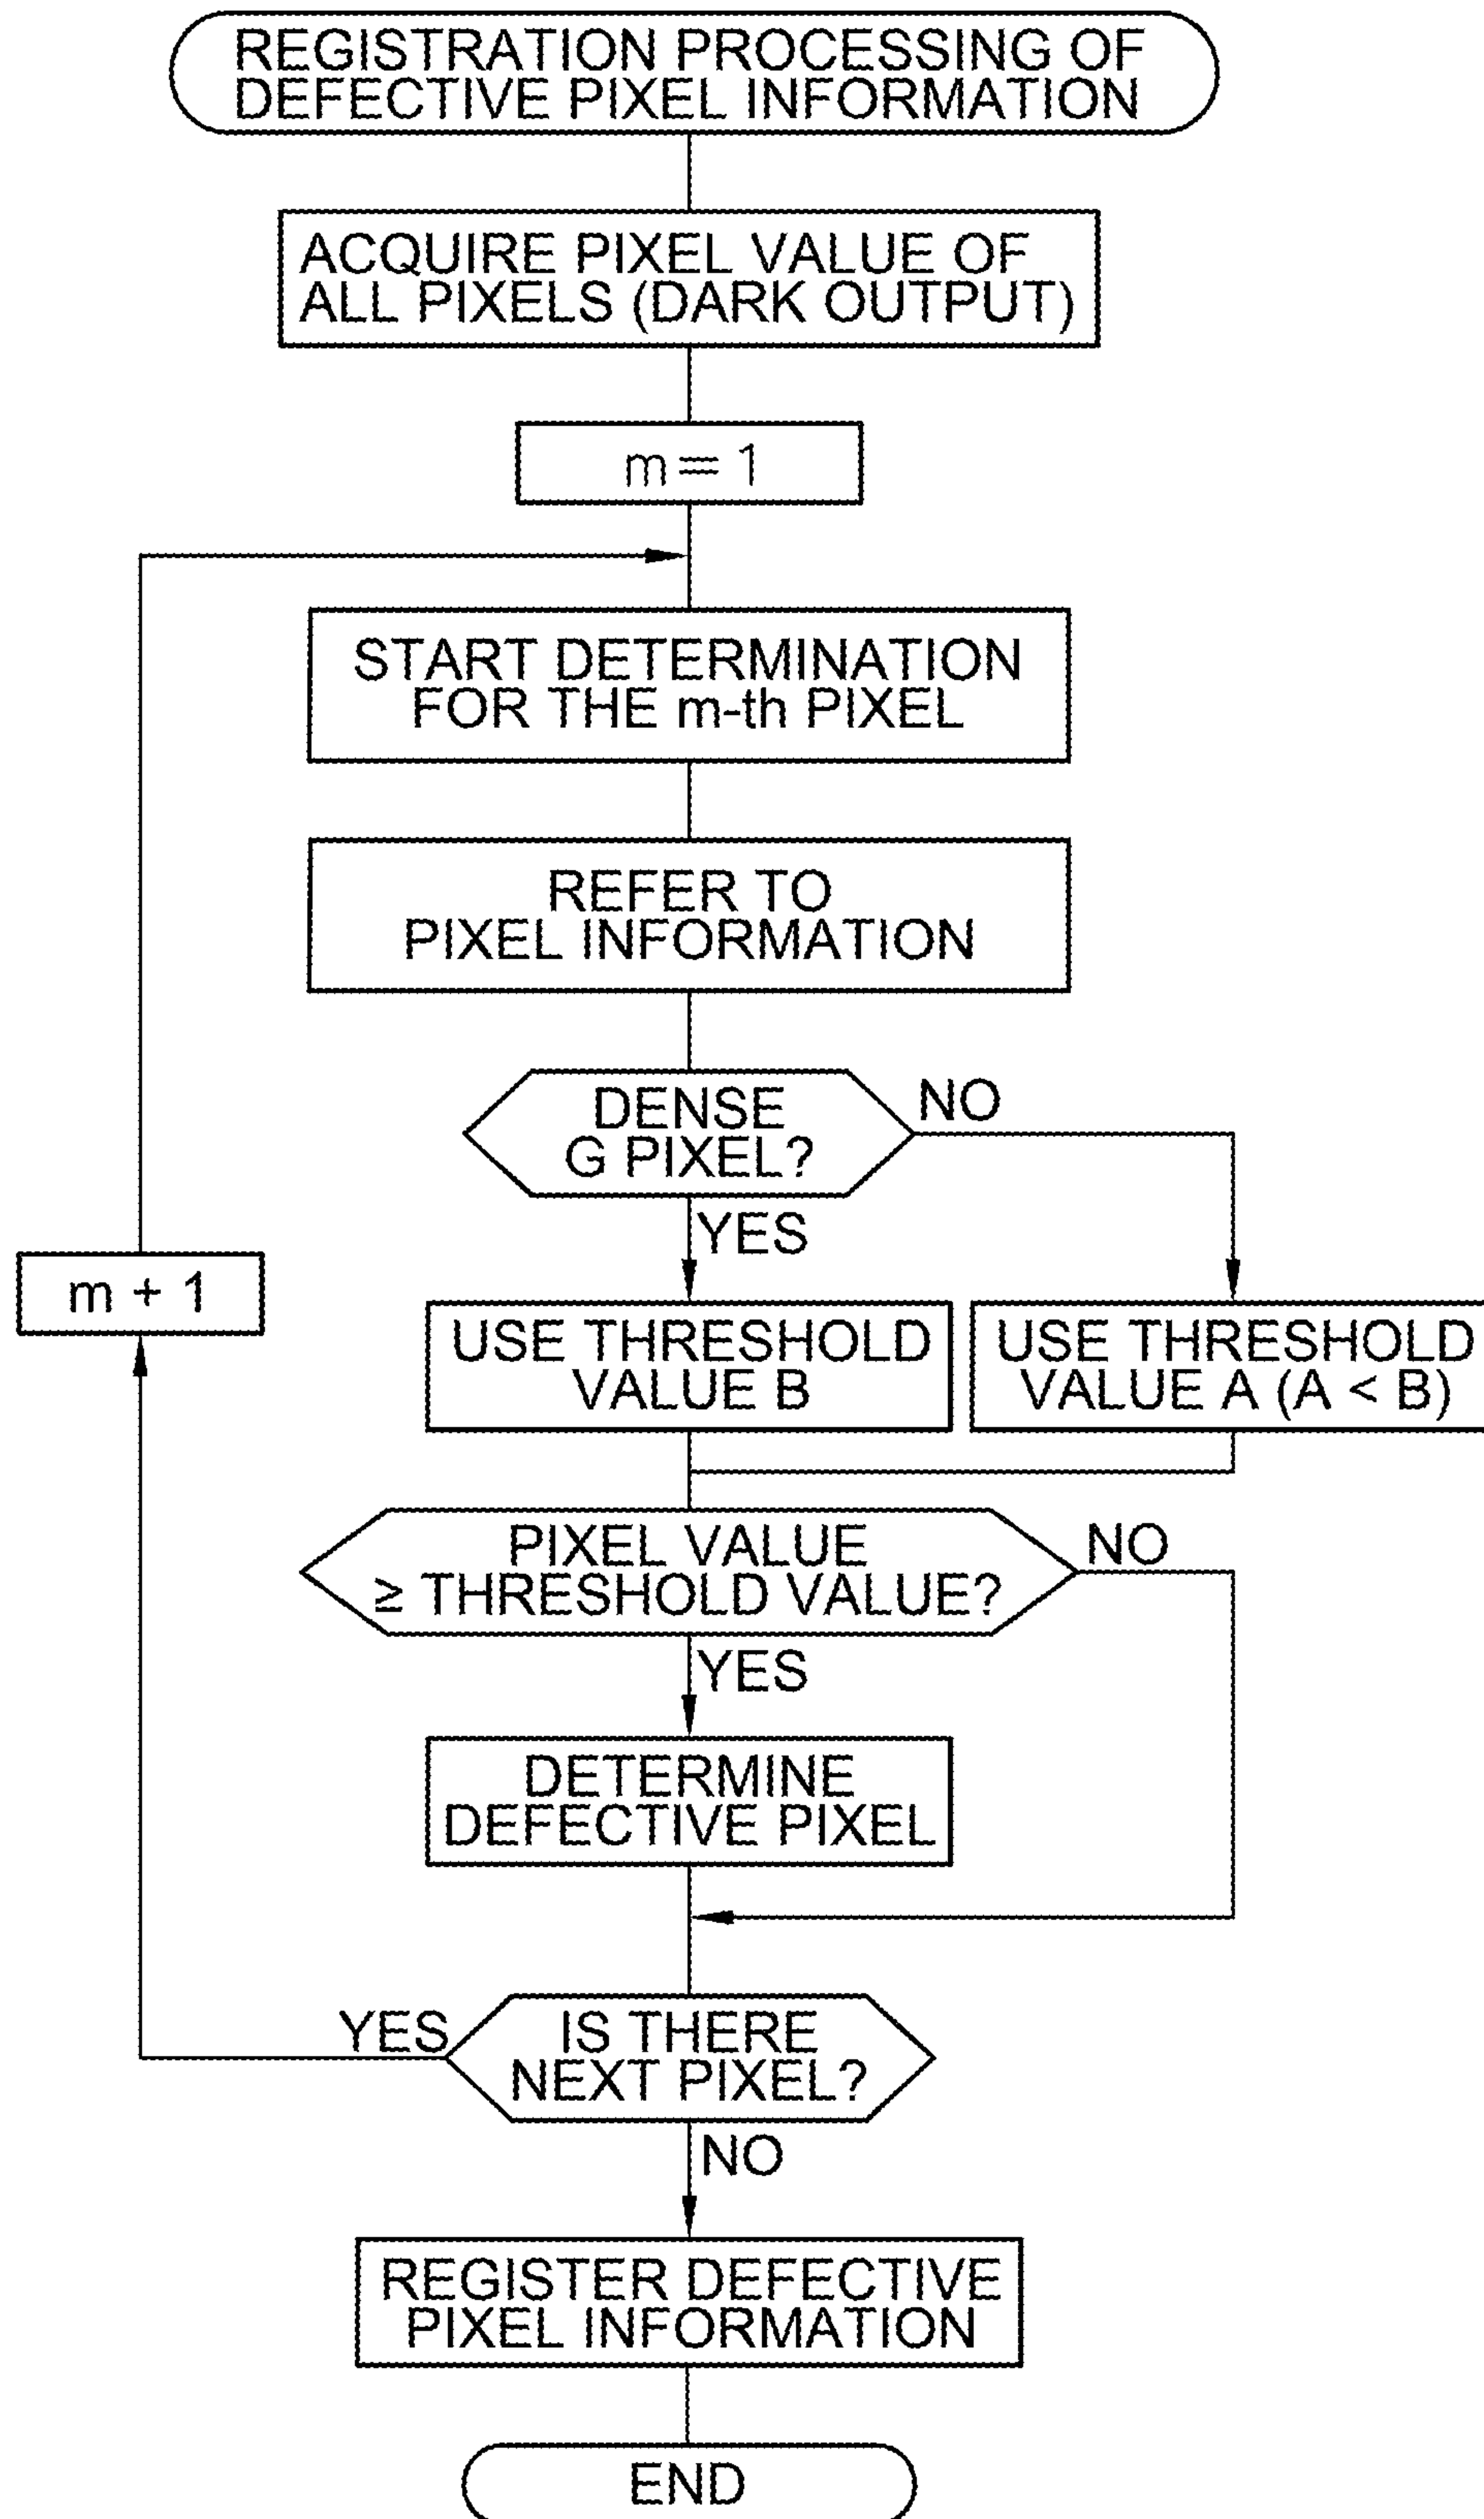 REGISTRATION PROCESSING OF
DEFECTIVE PIXEL INFORMATION
ACQUIRE PIXEL VALUE OF
ALL PIXELS (DARK OUTPUT)
m = 1
START DETERMINATION
FOR THE m-th PIXEL
REFER TO
PIXEL INFORMATION
DENSE
G PIXEL?
NO
YES
m + 1
USE THRESHOLD
VALUE B
USE THRESHOLD
VALUE A (A < B)
PIXEL VALUE
≥ THRESHOLD VALUE?
NO
YES
DETERMINE
DEFECTIVE PIXEL
YES
IS THERE
NEXT PIXEL?
NO
REGISTER DEFECTIVE
PIXEL INFORMATION
END